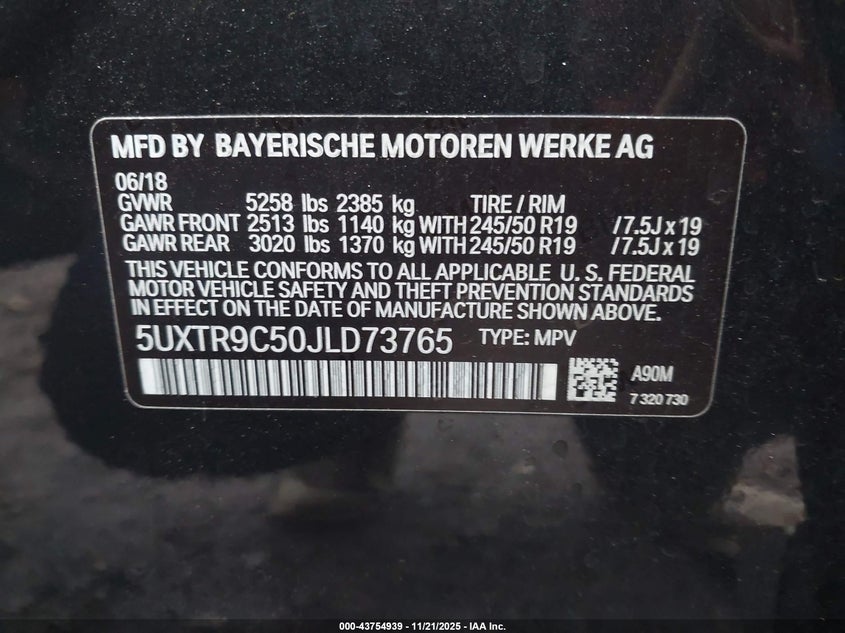 MFD BY BAYERISCHE MOTOREN WERKE AG
06/18
GVWR 5258 lbs 2385 kg TIRE / RIM
GAWR FRONT 2513 lbs 1140 kg WITH 245/50 R19 /7.5J x 19
GAWR REAR 3020 lbs 1370 kg WITH 245/50 R19 /7.5J x 19
THIS VEHICLE CONFORMS TO ALL APPLICABLE U. S. FEDERAL
MOTOR VEHICLE SAFETY AND THEFT PREVENTION STANDARDS
IN EFFECT ON THE DATE OF MANUFACTURE SHOWN ABOVE.
5UXTR9C50JLD73765 TYPE: MPV
A90M
7 320 730
000-43754939 - 11/21/2025 - IAA Inc.